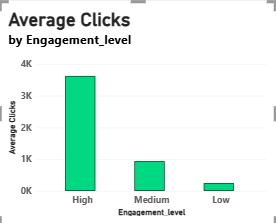 Average Clicks
by Engagement_level
4K
3K
2K
1K
0K
Average Clicks
High Medium Low
Engagement_level